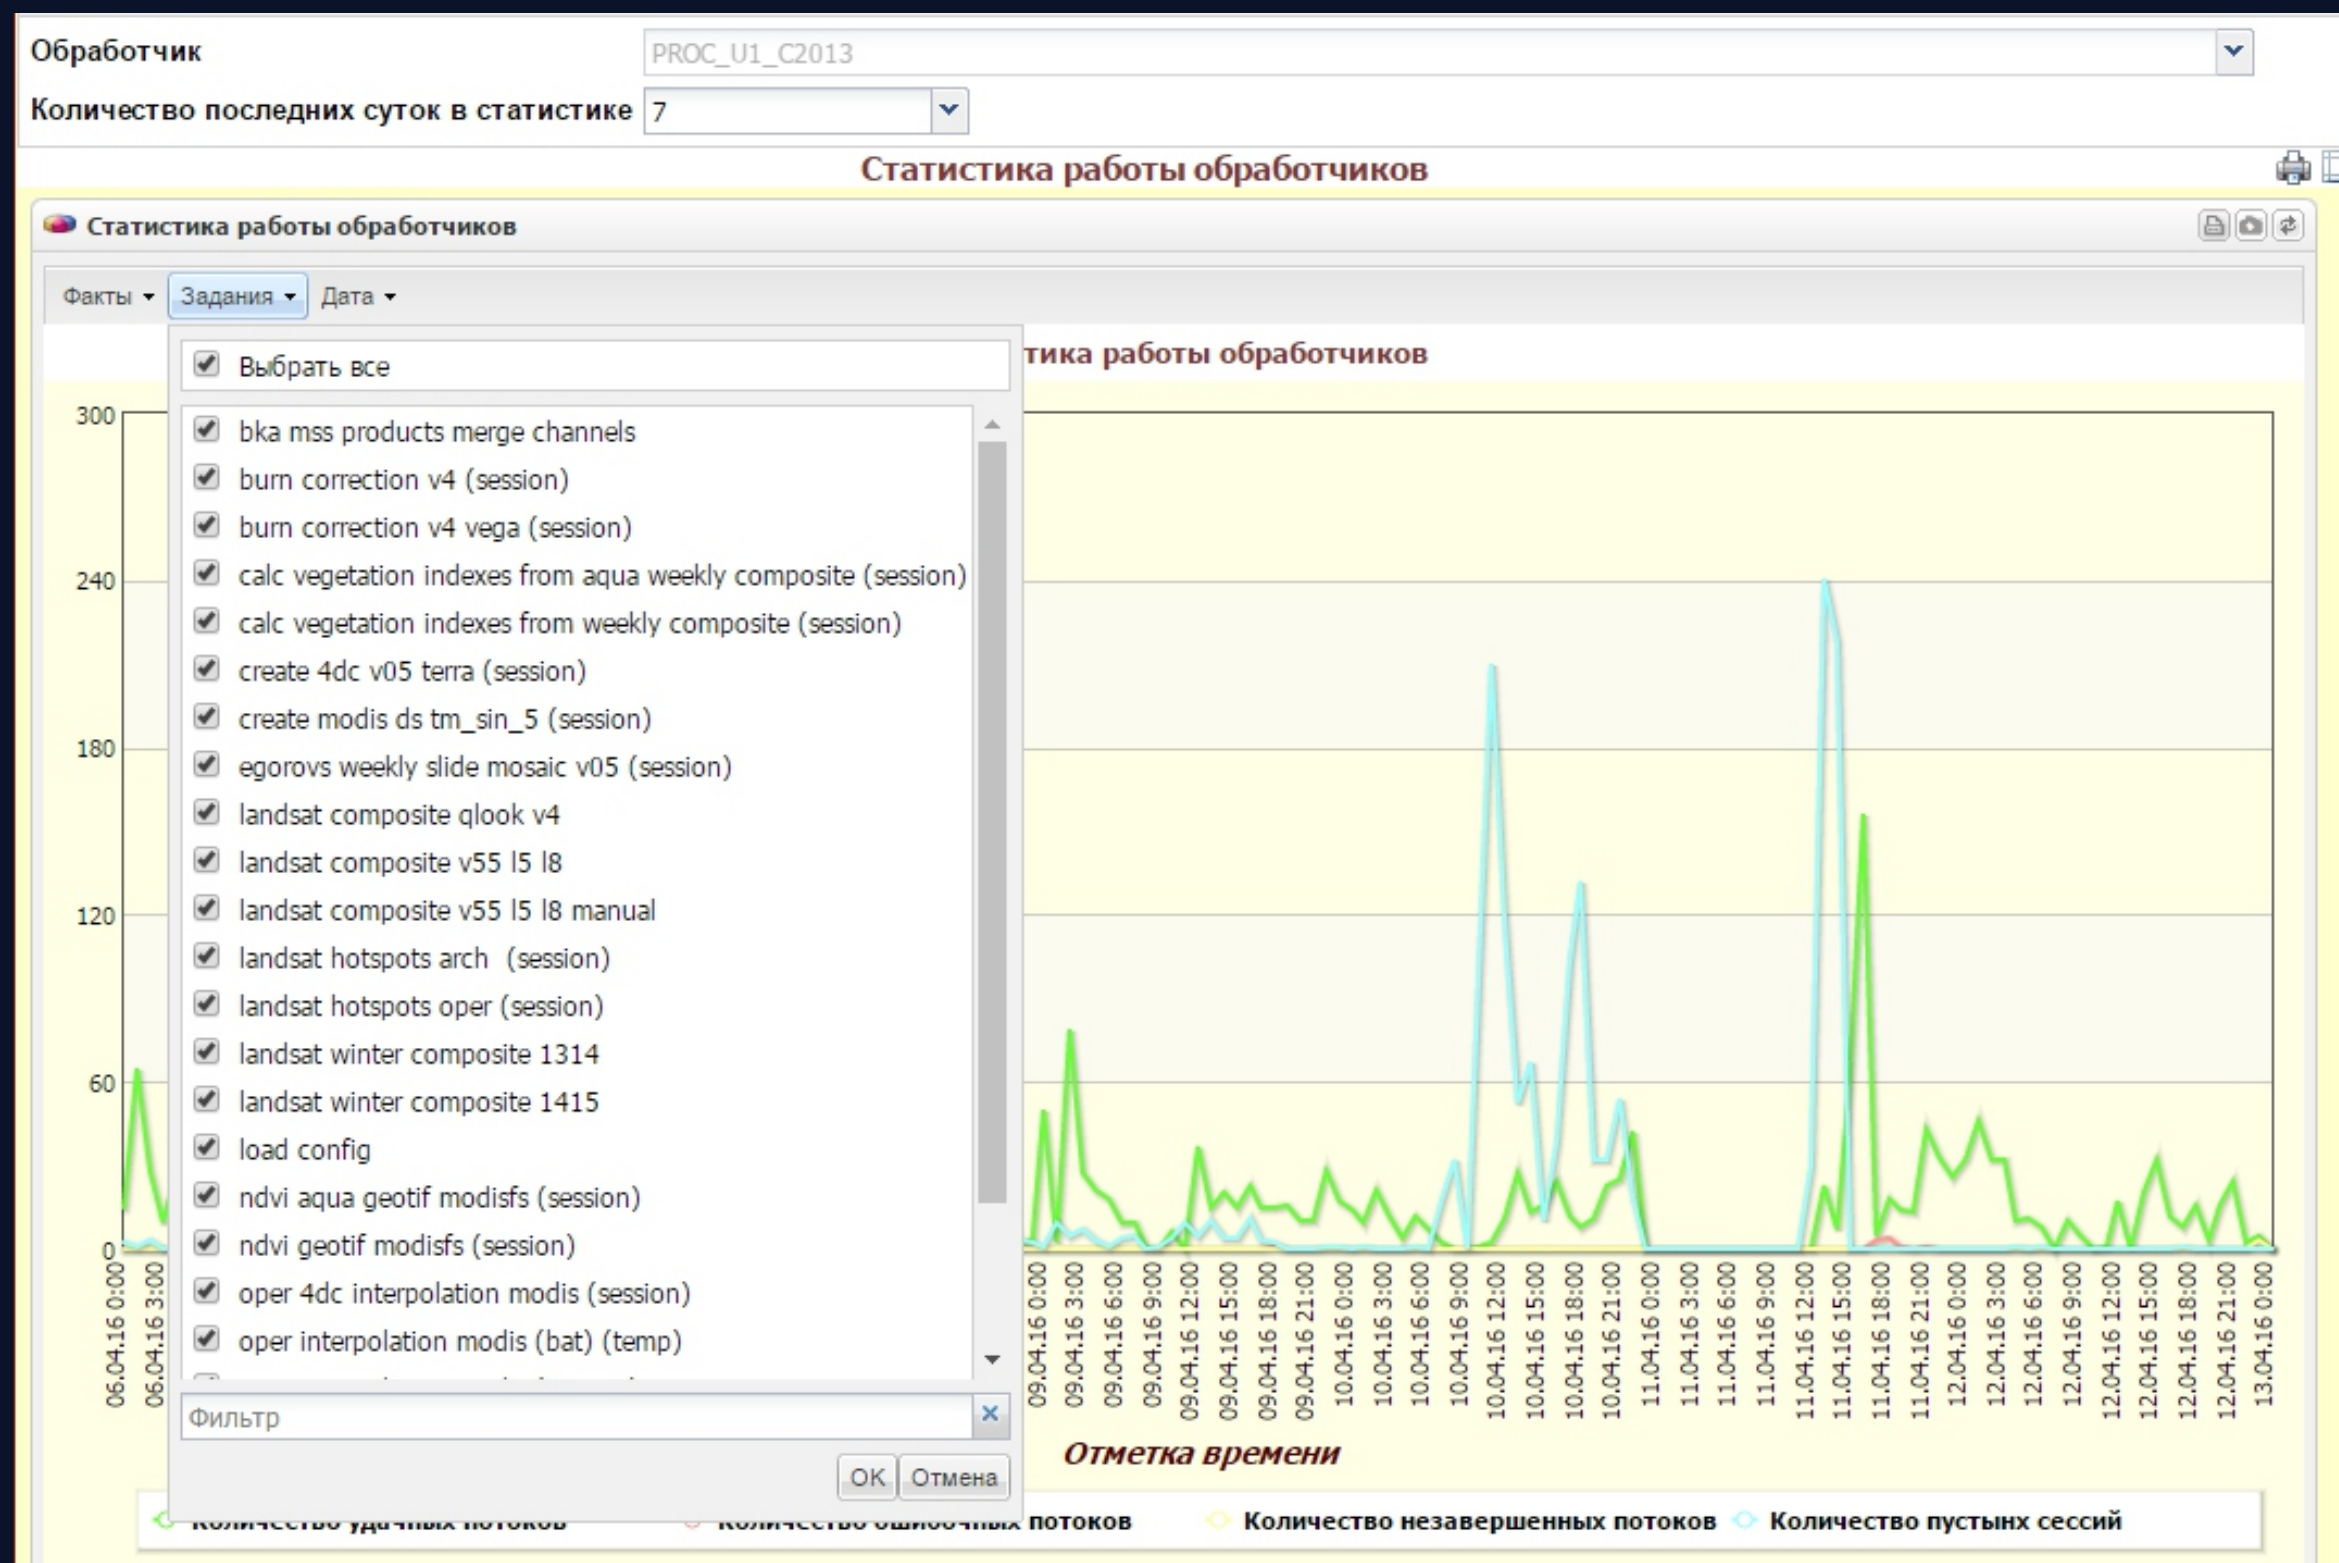 Обработчик PROC_U1_C2013
Количество последних суток в статистике 7
Статистика работы обработчиков
Статистика работы обработчиков
Факты Задания Дата
тика работы обработчиков
Выбрать все
bka mss products merge channels
burn correction v4 (session)
burn correction v4 vega (session)
calc vegetation indexes from aqua weekly composite (session)
calc vegetation indexes from weekly composite (session)
create 4dc v05 terra (session)
create modis ds tm_sin_5 (session)
egorovs weekly slide mosaic v05 (session)
landsat composite qlook v4
landsat composite v55 l5 l8
landsat composite v55 l5 l8 manual
landsat hotspots arch  (session)
landsat hotspots oper (session)
landsat winter composite 1314
landsat winter composite 1415
load config
ndvi aqua geotif modisfs (session)
ndvi geotif modisfs (session)
oper 4dc interpolation modis (session)
oper interpolation modis (bat) (temp)
Фильтр
OK Отмена
300
240
180
120
60
0
06.04.16 0:00
06.04.16 3:00
09.04.16 0:00
09.04.16 3:00
09.04.16 6:00
09.04.16 9:00
09.04.16 12:00
09.04.16 15:00
09.04.16 18:00
09.04.16 21:00
10.04.16 0:00
10.04.16 3:00
10.04.16 6:00
10.04.16 9:00
10.04.16 12:00
10.04.16 15:00
10.04.16 18:00
10.04.16 21:00
11.04.16 0:00
11.04.16 3:00
11.04.16 6:00
11.04.16 9:00
11.04.16 12:00
11.04.16 15:00
11.04.16 18:00
11.04.16 21:00
12.04.16 0:00
12.04.16 3:00
12.04.16 6:00
12.04.16 9:00
12.04.16 12:00
12.04.16 15:00
12.04.16 18:00
12.04.16 21:00
13.04.16 0:00
Отметка времени
Количество удачных потоков Количество ошибочных потоков Количество незавершенных потоков Количество пустынх сессий